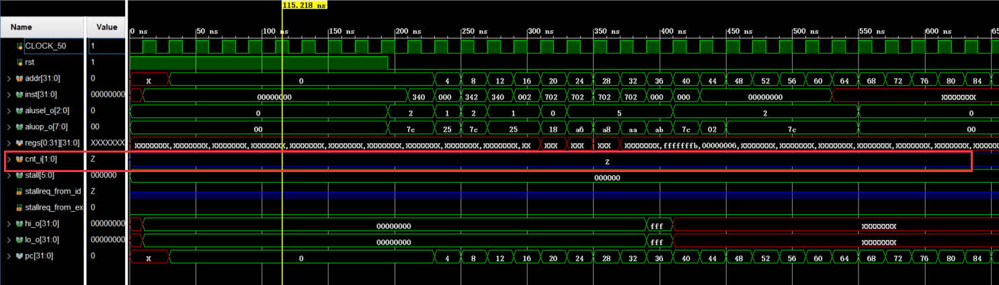 115.218 ns
Name Value
0 ns 50 ns 100 ns 150 ns 200 ns 250 ns 300 ns 350 ns 400 ns 450 ns 500 ns 550 ns 600 ns 65
CLOCK_50 1
rst 1
addr[31:0] 0 X 0 4 8 12 16 20 24 28 32 36 40 44 48 52 56 60 64 68 72 76 80 84
inst[31:0] 00000000 00000000 340 000 342 340 002 702 702 702 702 000 000 00000000 XXXXXXXX
alusel_o[2:0] 0 0 2 1 2 1 0 5 2 0
aluop_o[7:0] 00 00 7c 25 7c 25 18 a6 a8 aa ab 7c 02 7c 00
regs[0:31][31:0] XXXXXXX XXXXXXXX,XXXXXXXX,XXXXXXXX,XXXXXXXX,XXXXXXXX,XXXXXXXX,XXXXXXXX,XXXXXXXX,XXXXXXXX,XX XXX XXX XXX XXXXXXXX,fffffffb,00000006,XXXXXXXX,XXXXXXXX,XXXXXXXX,XXXXXXXX,XXXXXXXX,XXXXXXXX,XXXXXXXX,XXXX
cnt_i[1:0] Z Z
stall[5:0] 000000 000000
stallreq_from_id Z
stallreq_from_ex 0
hi_o[31:0] 00000000 00000000 fff XXXXXXXX
lo_o[31:0] 00000000 00000000 fff XXXXXXXX
pc[31:0] 0 X 0 4 8 12 16 20 24 28 32 36 40 44 48 52 56 60 64 68 72 76 80 84